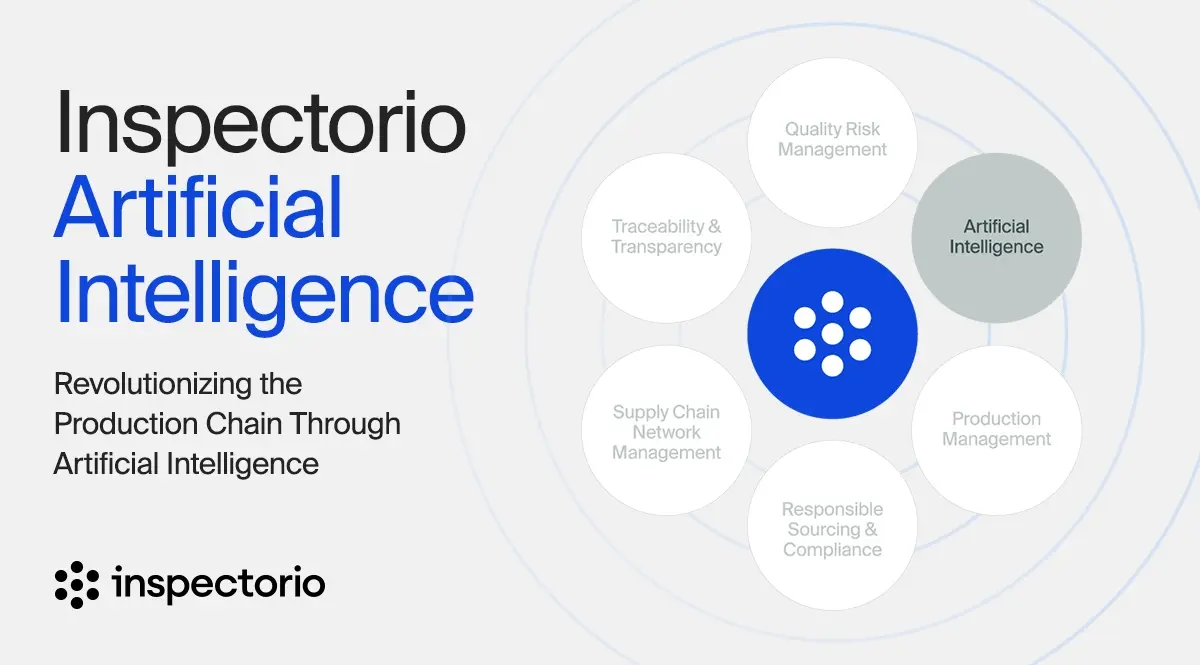 Inspectorio
Artificial
Intelligence
Revolutionizing the
Production Chain Through
Artificial Intelligence
inspectorio
Quality Risk
Management
Artificial
Intelligence
Production
Management
Responsible
Sourcing &
Compliance
Supply Chain
Network
Management
Traceability &
Transparency